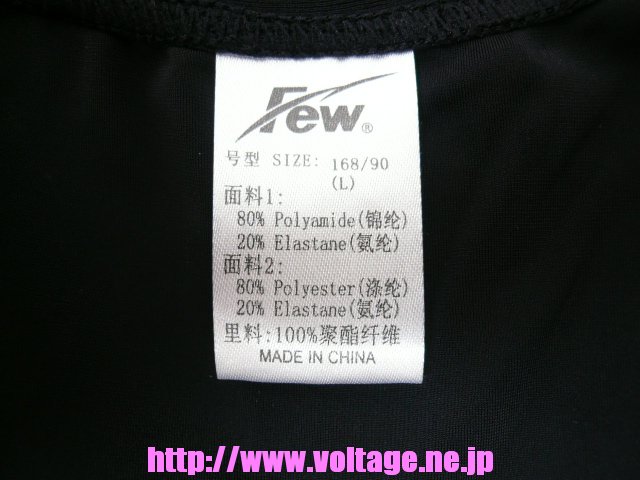 Few®
号型 SIZE: 168/90
(L)
面料1:
80% Polyamide(锦纶)
20% Elastane(氨纶)
面料2:
80% Polyester(涤纶)
20% Elastane(氨纶)
里料:100%聚酯纤维
MADE IN CHINA
http://www.voltage.ne.jp